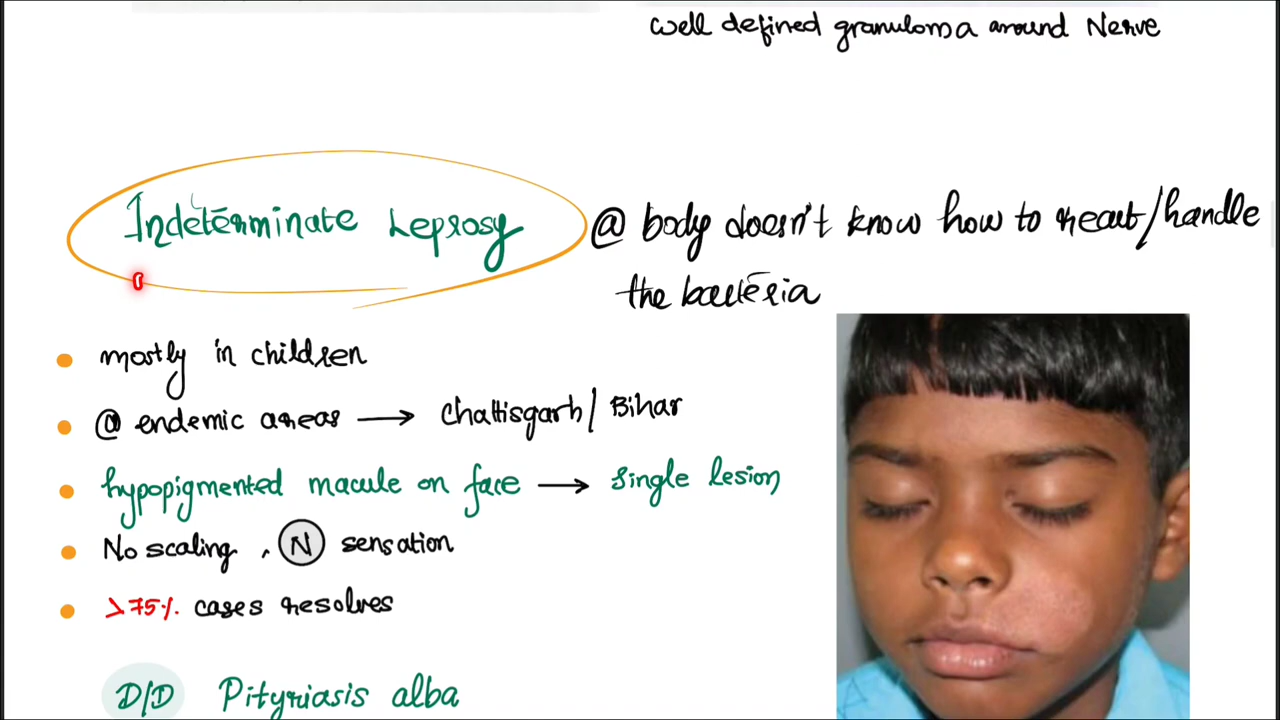 well defined granuloma around Nerve
Indeterminate Leprosy @ body doesn't know how to react/handle
the bacteria
mostly in children
@ endemic areas → Chattisgarh/ Bihar
hypopigmented macule on face → single lesion
No scaling, N sensation
>75% cases resolves
D/D Pityriasis alba